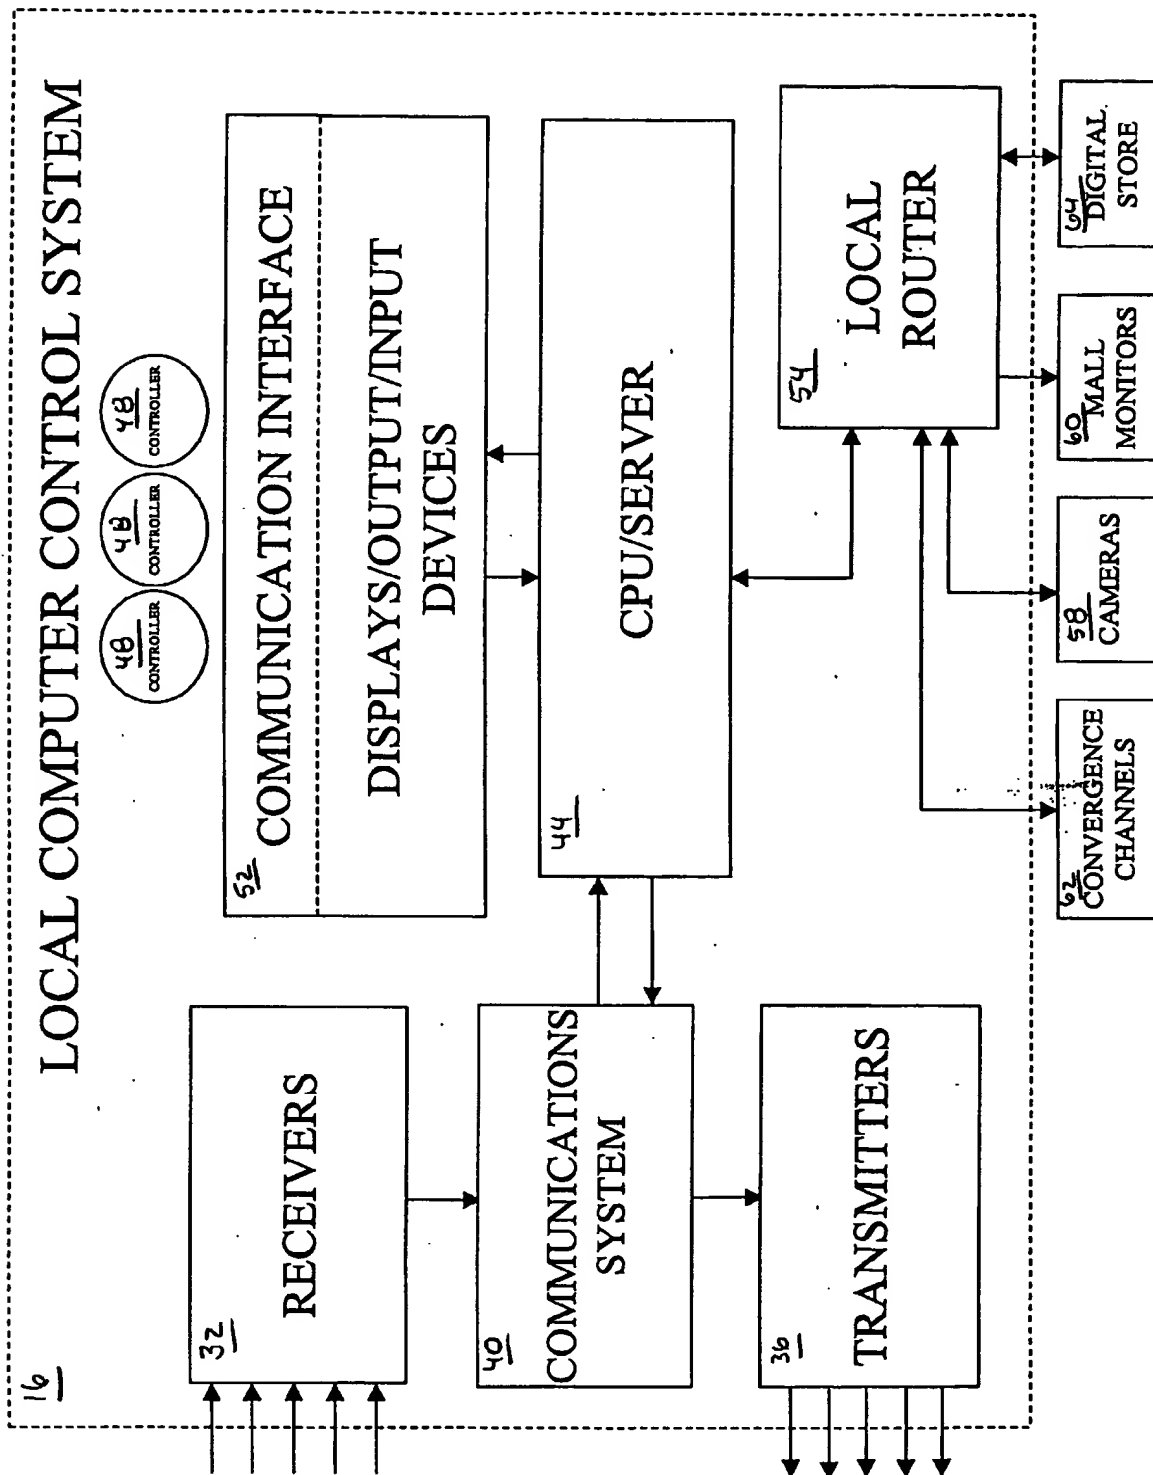 16
LOCAL COMPUTER CONTROL SYSTEM
48
CONTROLLER
48
CONTROLLER
48
CONTROLLER
32
RECEIVERS
52
COMMUNICATION INTERFACE
DISPLAYS/OUTPUT/INPUT
DEVICES
40
COMMUNICATIONS
SYSTEM
44
CPU/SERVER
36
TRANSMITTERS
54
LOCAL
ROUTER
62
CONVERGENCE
CHANNELS
58
CAMERAS
60
MALL
MONITORS
64
DIGITAL
STORE